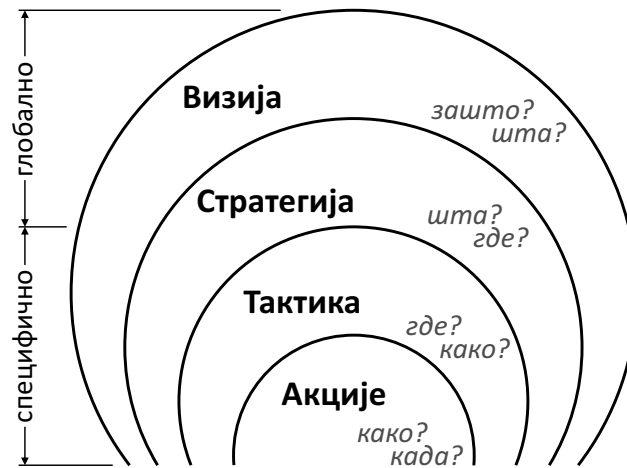 глобално
специфично
Визија
зашто?
шта?
Стратегија
шта?
где?
Тактика
где?
како?
Акције
како?
када?